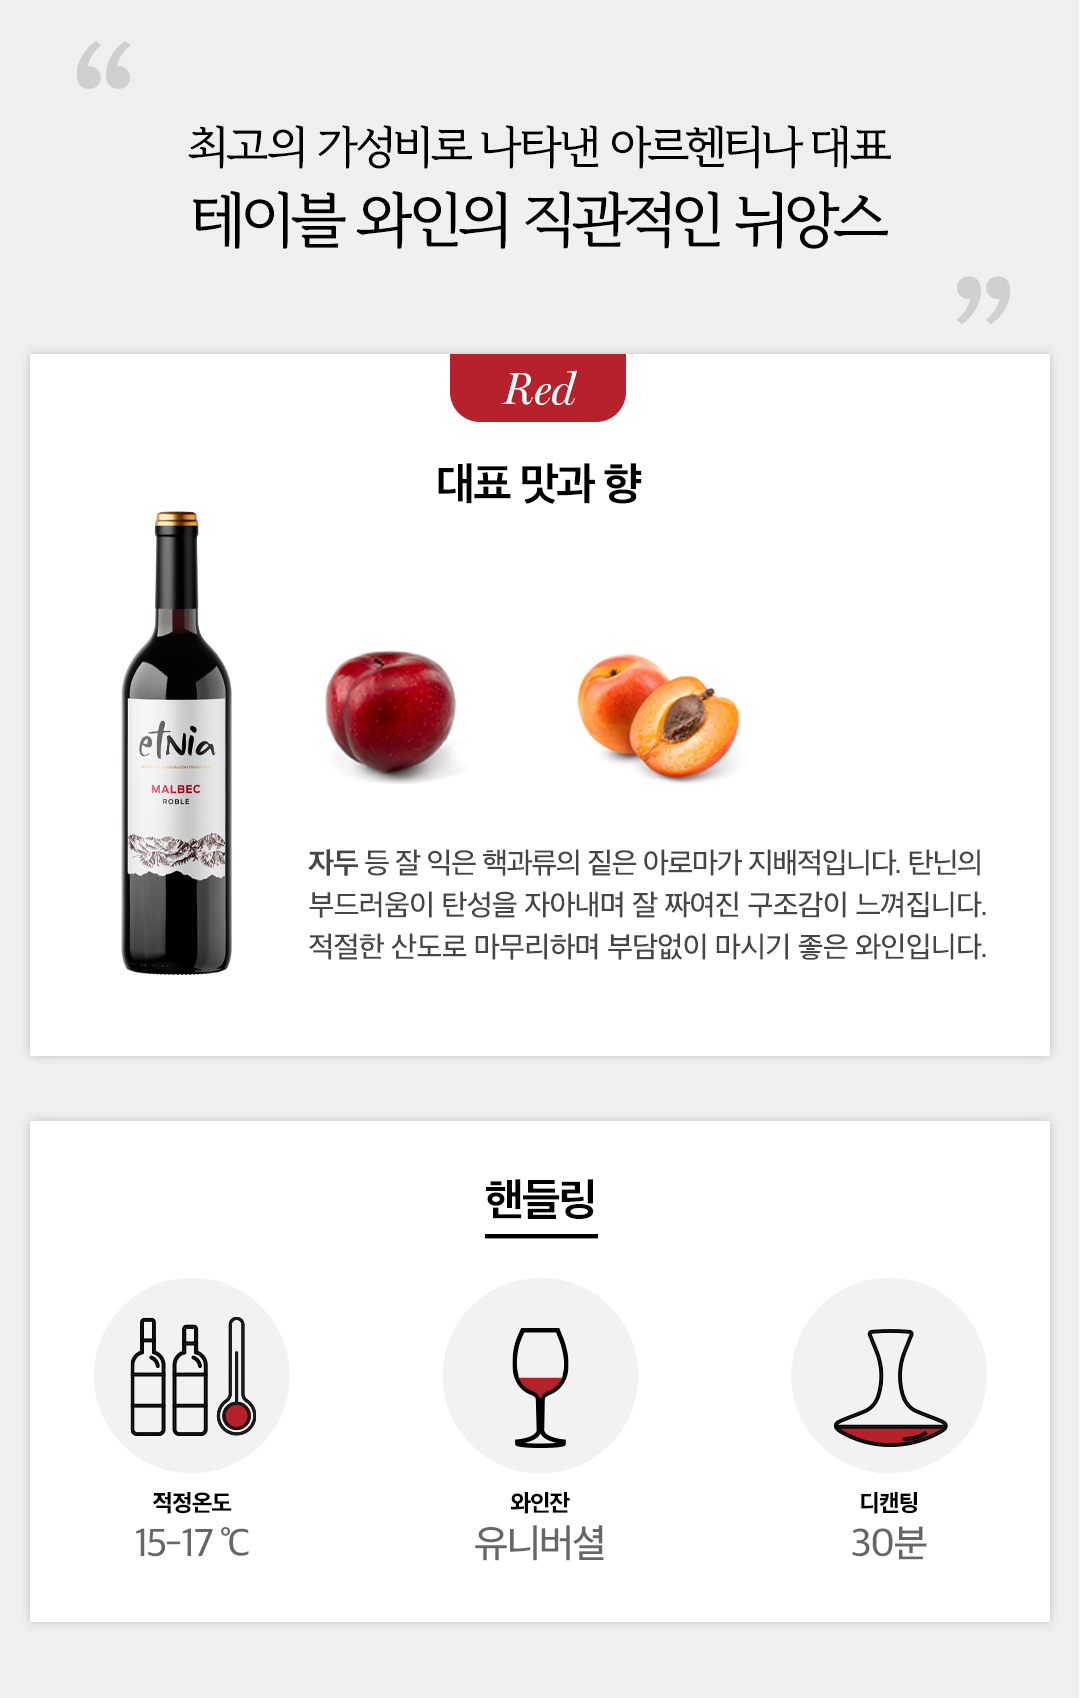 “
최고의 가성비로 나타낸 아르헨티나 대표
테이블 와인의 직관적인 뉘앙스
”
Red
대표 맛과 향
etnia
MALBEC
ROBLE
자두 등 잘 익은 핵과류의 짙은 아로마가 지배적입니다. 탄닌의
부드러움이 탄성을 자아내며 잘 짜여진 구조감이 느껴집니다.
적절한 산도로 마무리하며 부담없이 마시기 좋은 와인입니다.
핸들링
적정온도
15-17 ℃
와인잔
유니버셜
디캔팅
30분